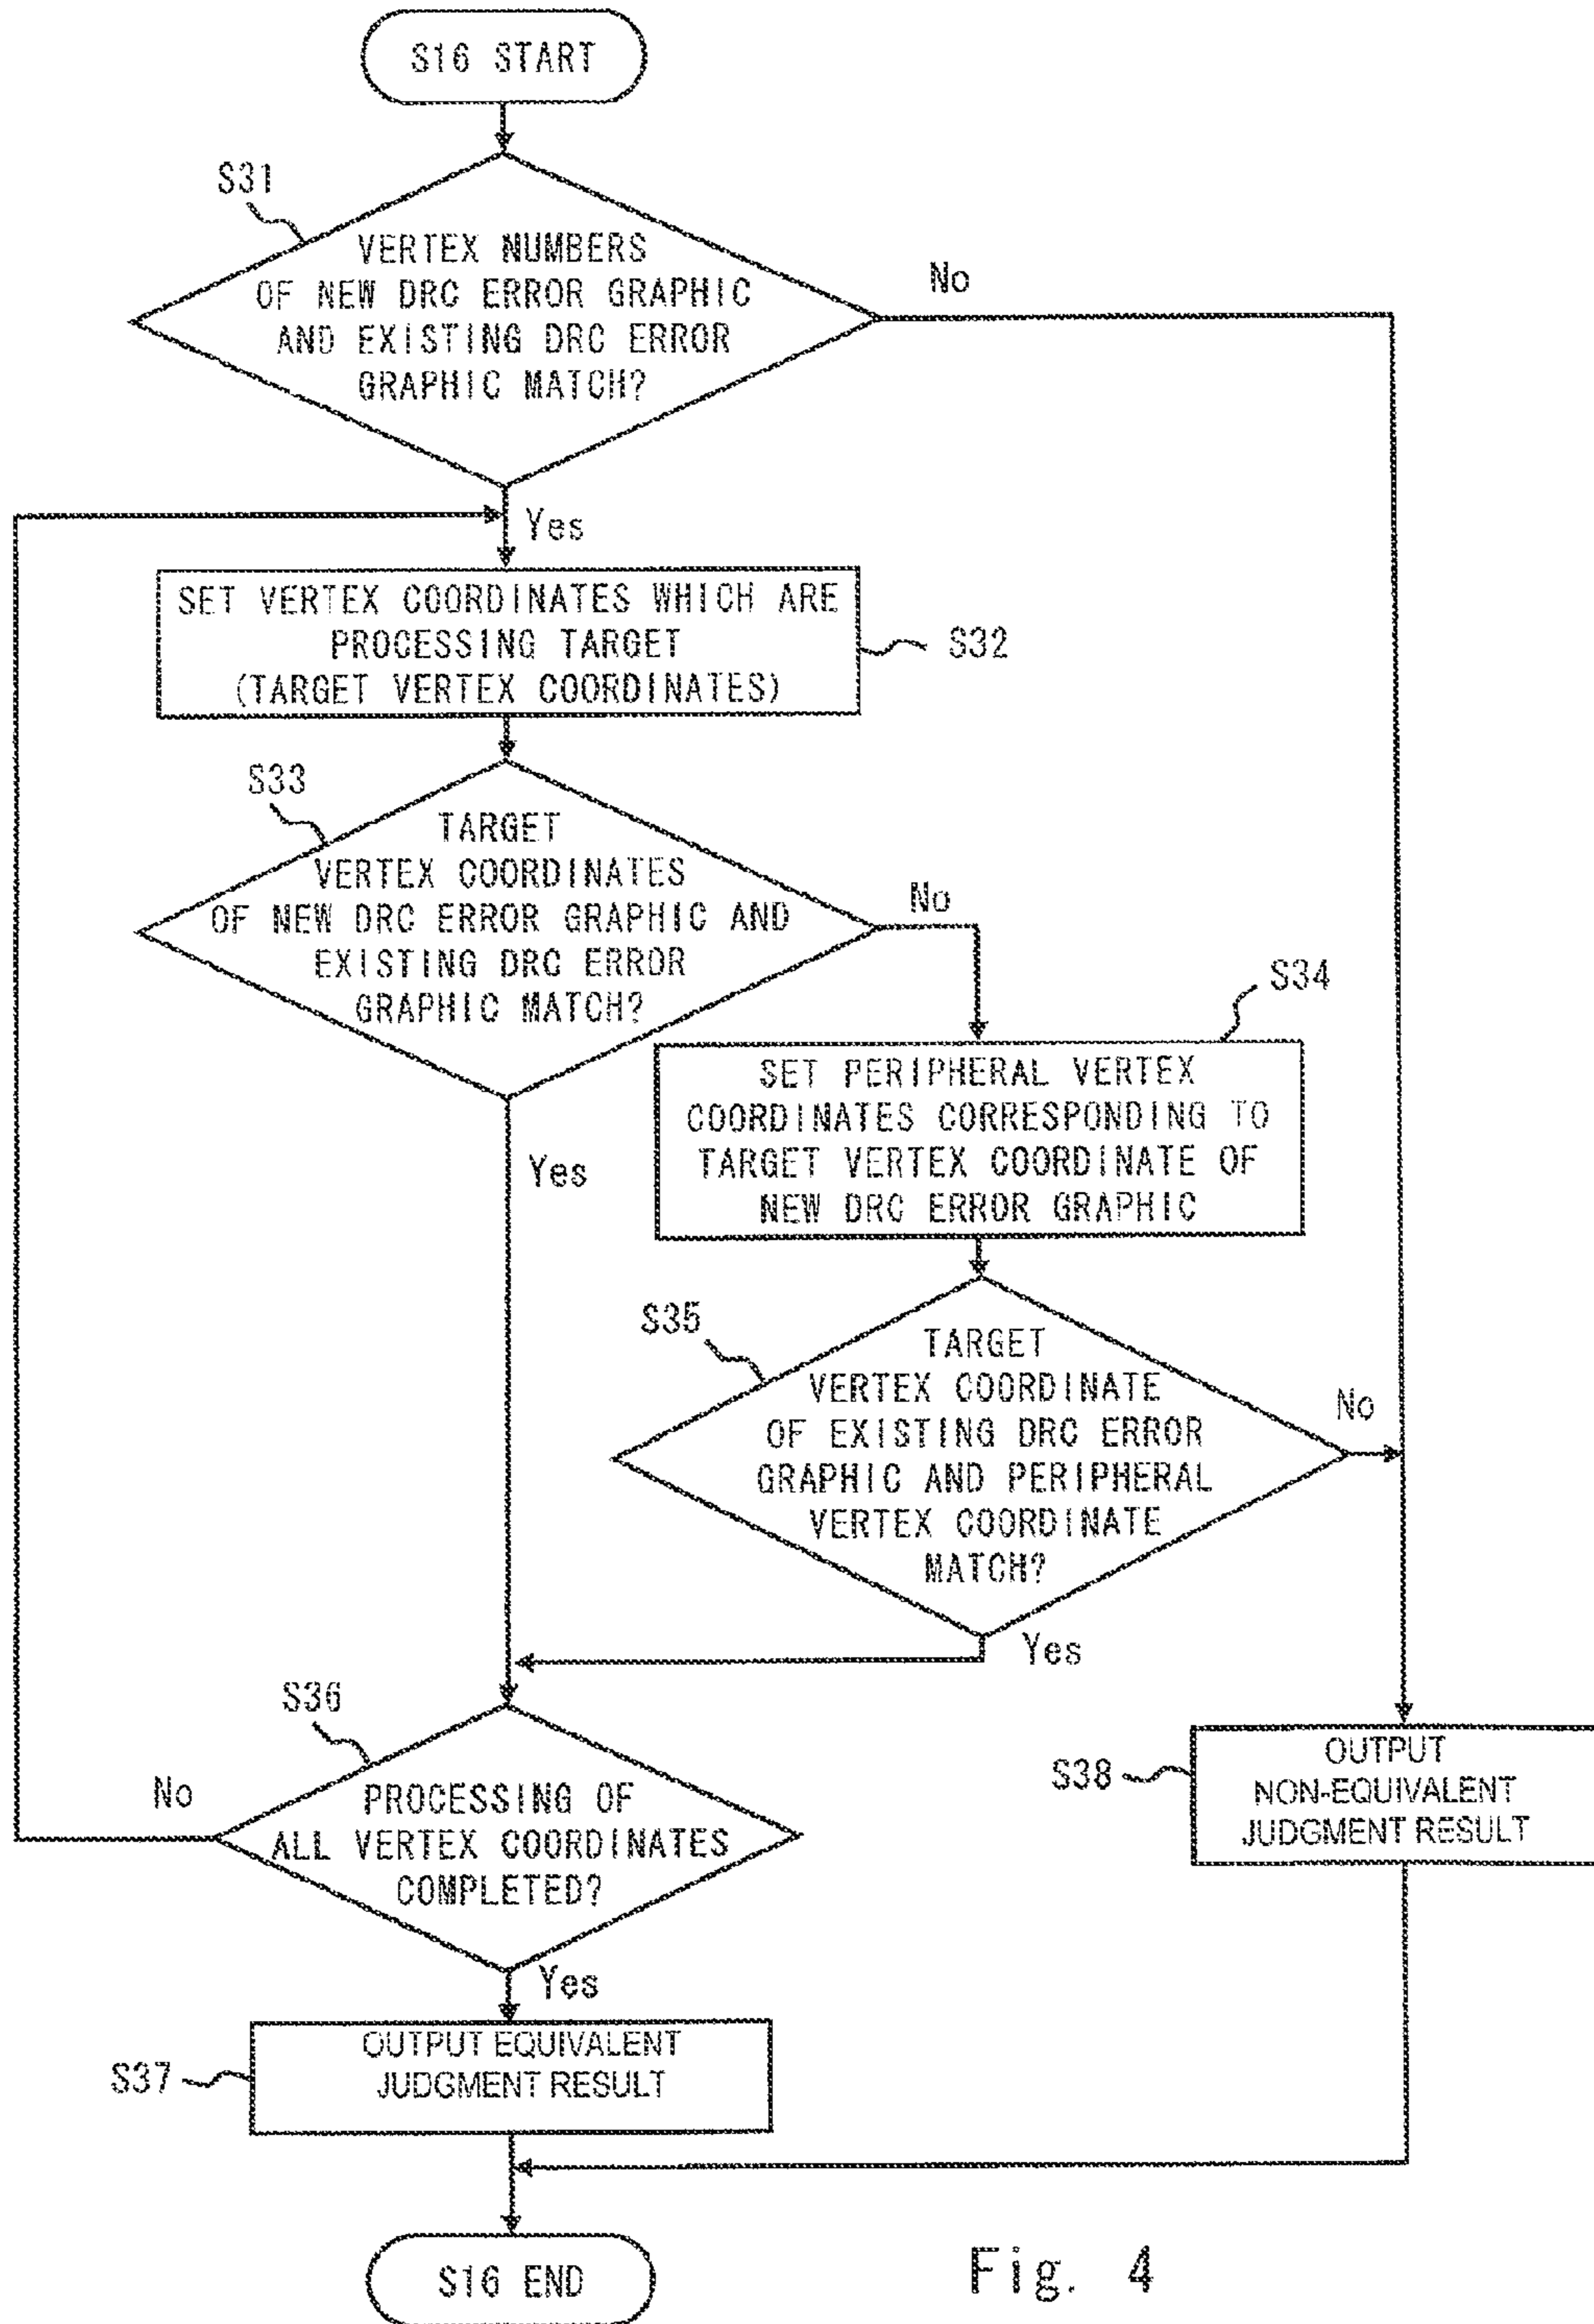 S16 START
S31
VERTEX NUMBERS
OF NEW DRC ERROR GRAPHIC
AND EXISTING DRC ERROR
GRAPHIC MATCH?
No
Yes
SET VERTEX COORDINATES WHICH ARE
PROCESSING TARGET
(TARGET VERTEX COORDINATES)
S32
S33
TARGET
VERTEX COORDINATES
OF NEW DRC ERROR GRAPHIC AND
EXISTING DRC ERROR
GRAPHIC MATCH?
No
Yes
S34
SET PERIPHERAL VERTEX
COORDINATES CORRESPONDING TO
TARGET VERTEX COORDINATE OF
NEW DRC ERROR GRAPHIC
S35
TARGET
VERTEX COORDINATE
OF EXISTING DRC ERROR
GRAPHIC AND PERIPHERAL
VERTEX COORDINATE
MATCH?
No
Yes
S36
PROCESSING OF
ALL VERTEX COORDINATES
COMPLETED?
No
Yes
S38
OUTPUT
NON-EQUIVALENT
JUDGMENT RESULT
S37
OUTPUT EQUIVALENT
JUDGMENT RESULT
S16 END
Fig. 4